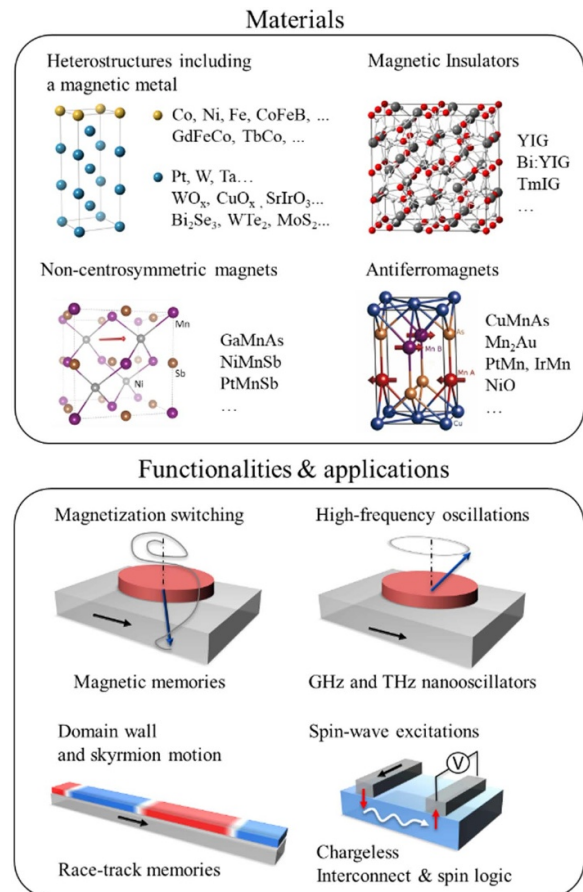 Materials
Heterostructures including
a magnetic metal
Co, Ni, Fe, CoFeB, ...
GdFeCo, TbCo, ...
Pt, W, Ta...
WOₓ, CuOₓ, SrIrO₃...
Bi₂Se₃, WTe₂, MoS₂...
Magnetic Insulators
YIG
Bi:YIG
TmIG
...
Non-centrosymmetric magnets
Mn
Sb
Ni
GaMnAs
NiMnSb
PtMnSb
...
Antiferromagnets
As
Mn B
Mn A
Cu
CuMnAs
Mn₂Au
PtMn, IrMn
NiO
...
Functionalities & applications
Magnetization switching
Magnetic memories
High-frequency oscillations
GHz and THz nanooscillators
Domain wall
and skyrmion motion
Race-track memories
Spin-wave excitations
V
Chargeless
Interconnect & spin logic